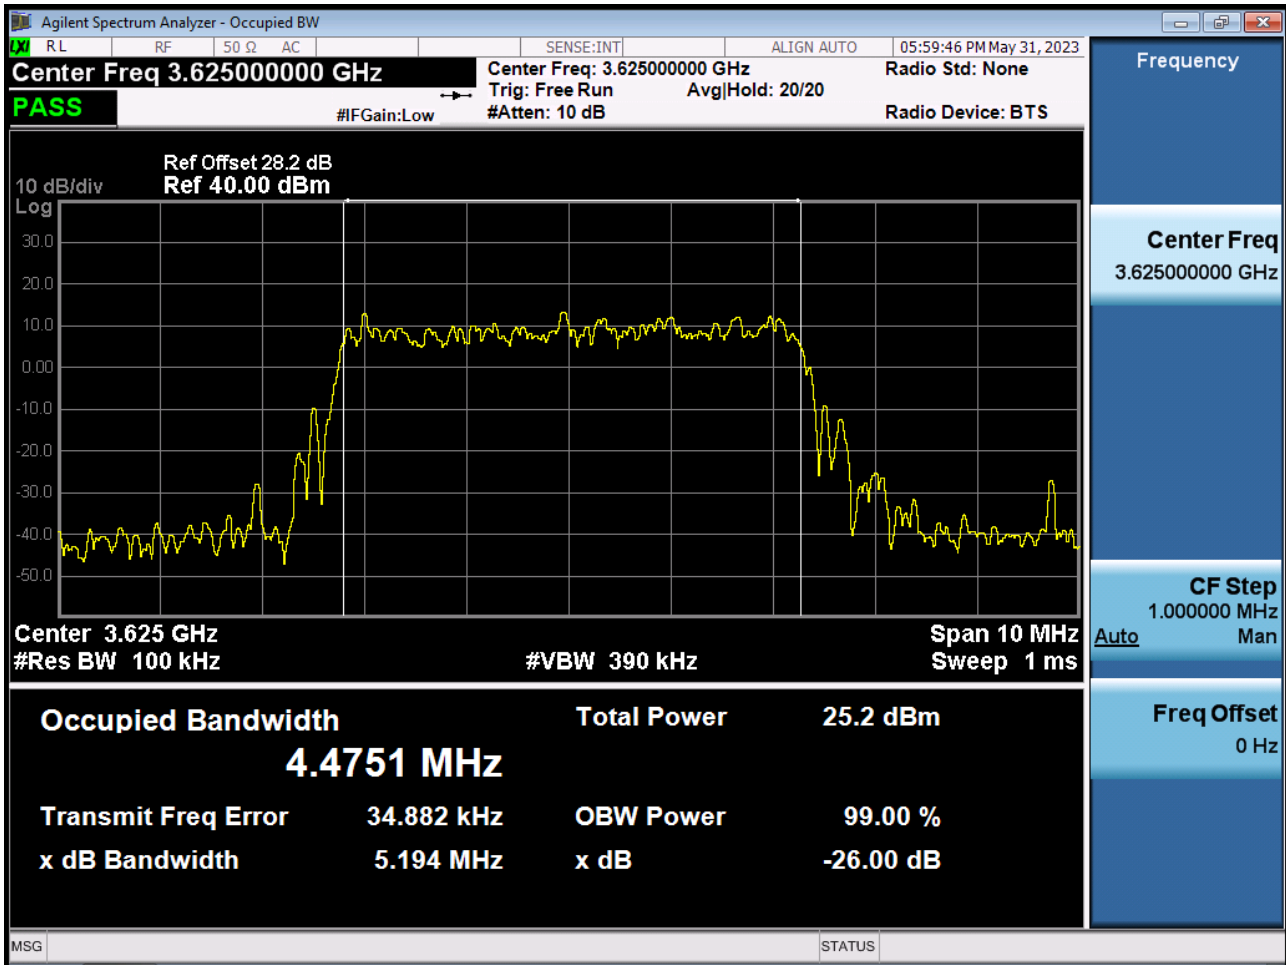 Agilent Spectrum Analyzer - Occupied BW
LXI RL RF 50 Ω AC SENSE:INT ALIGN AUTO 05:59:46 PM May 31, 2023
Center Freq 3.625000000 GHz
Center Freq: 3.625000000 GHz
Radio Std: None
Trig: Free Run Avg|Hold: 20/20
PASS
#IFGain:Low
#Atten: 10 dB
Radio Device: BTS
Ref Offset 28.2 dB
10 dB/div Ref 40.00 dBm
Log
30.0
20.0
10.0
0.00
-10.0
-20.0
-30.0
-40.0
-50.0
Center 3.625 GHz Span 10 MHz
#Res BW 100 kHz #VBW 390 kHz Sweep 1 ms
Occupied Bandwidth Total Power 25.2 dBm
4.4751 MHz
Transmit Freq Error 34.882 kHz OBW Power 99.00 %
x dB Bandwidth 5.194 MHz x dB -26.00 dB
MSG STATUS
Frequency
Center Freq
3.625000000 GHz
CF Step
1.000000 MHz
Auto Man
Freq Offset
0 Hz